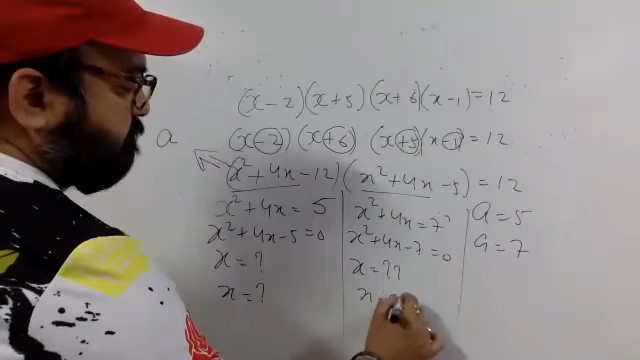 (x-2)(x+5)(x+6)(x-1)=12
a (x-2)(x+6) (x+5)(x-1)=12
(x²+4x-12)(x²+4x-5)=12
x²+4x=5 x²+4x=7 a=5
x²+4x-5=0 x²+4x-7=0 a=7
x=? x=??
x=? x